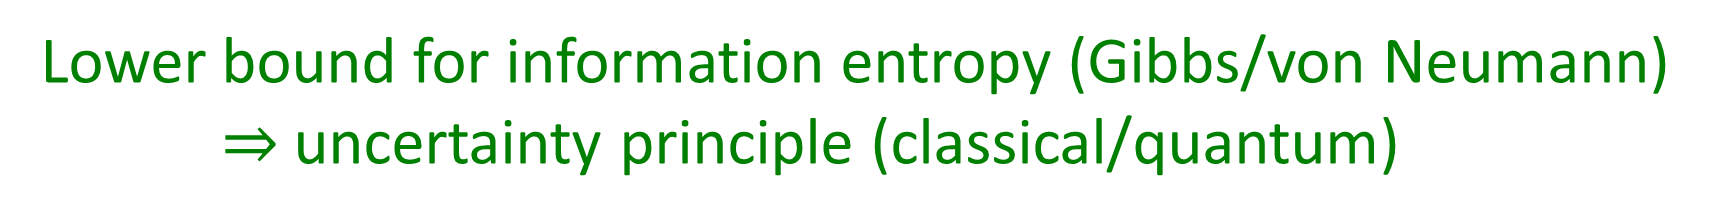 Lower bound for information entropy (Gibbs/von Neumann)
⇒ uncertainty principle (classical/quantum)